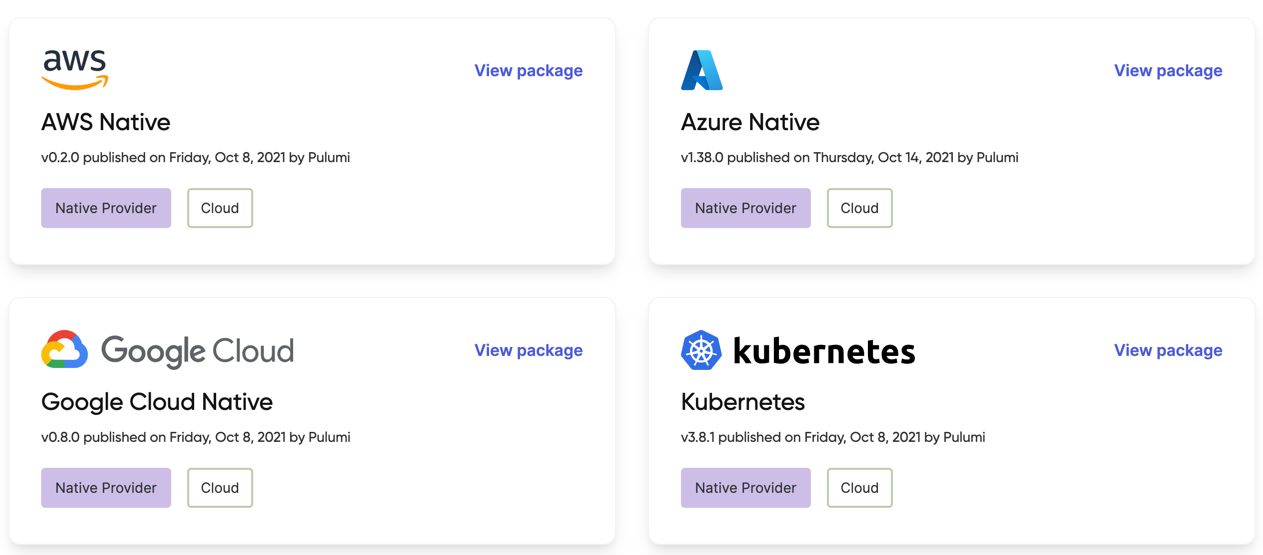 aws
View package
AWS Native
v0.2.0 published on Friday, Oct 8, 2021 by Pulumi
Native Provider
Cloud
View package
Azure Native
v1.38.0 published on Thursday, Oct 14, 2021 by Pulumi
Native Provider
Cloud
Google Cloud
View package
Google Cloud Native
v0.8.0 published on Friday, Oct 8, 2021 by Pulumi
Native Provider
Cloud
kubernetes
View package
Kubernetes
v3.8.1 published on Friday, Oct 8, 2021 by Pulumi
Native Provider
Cloud